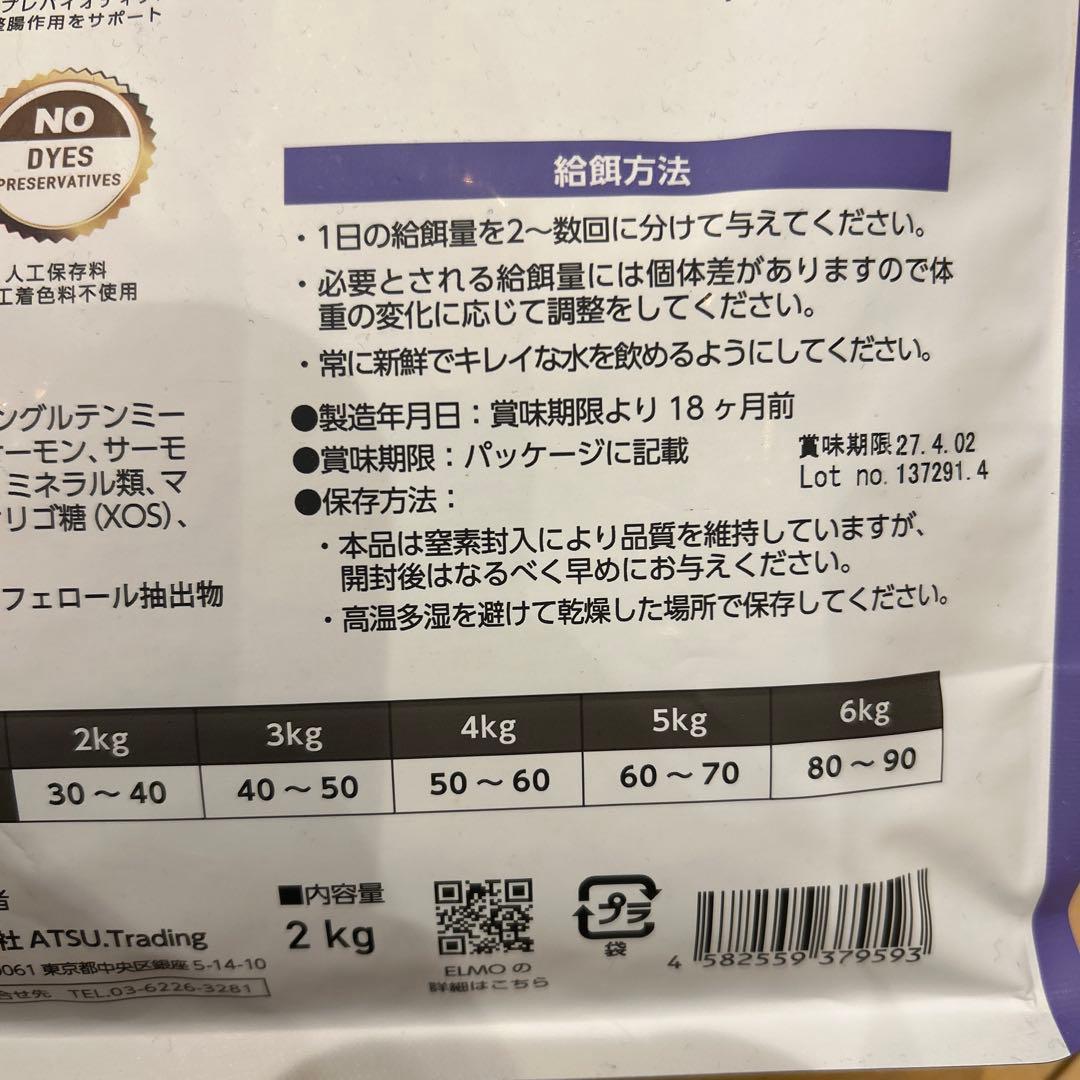 整腸作用をサポート
NO
DYES
PRESERVATIVES
人工保存料
工着色料不使用
給餌方法
・1日の給餌量を2〜数回に分けて与えてください。
・必要とされる給餌量には個体差がありますので体
重の変化に応じて調整をしてください。
・常に新鮮でキレイな水を飲めるようにしてください。
●製造年月日：賞味期限より 18 ヶ月前
●賞味期限：パッケージに記載
賞味期限27.4.02
Lot no. 137291.4
●保存方法：
・本品は窒素封入により品質を維持していますが、
開封後はなるべく早めにお与えください。
・高温多湿を避けて乾燥した場所で保存してください。
ングルテンミー
ーモン、サーモ
ミネラル類、マ
リゴ糖（XOS）、
フェロール抽出物
2kg 3kg 4kg 5kg 6kg
30 〜 40 40 〜 50 50 〜 60 60 〜 70 80 〜 90
者
社 ATSU.Trading
0061 東京都中央区銀座 5-14-10
合せ先 TEL.03-6226-3281
■内容量
2 kg
ELMO の
詳細はこちら
プラ
袋
4 582559 379593